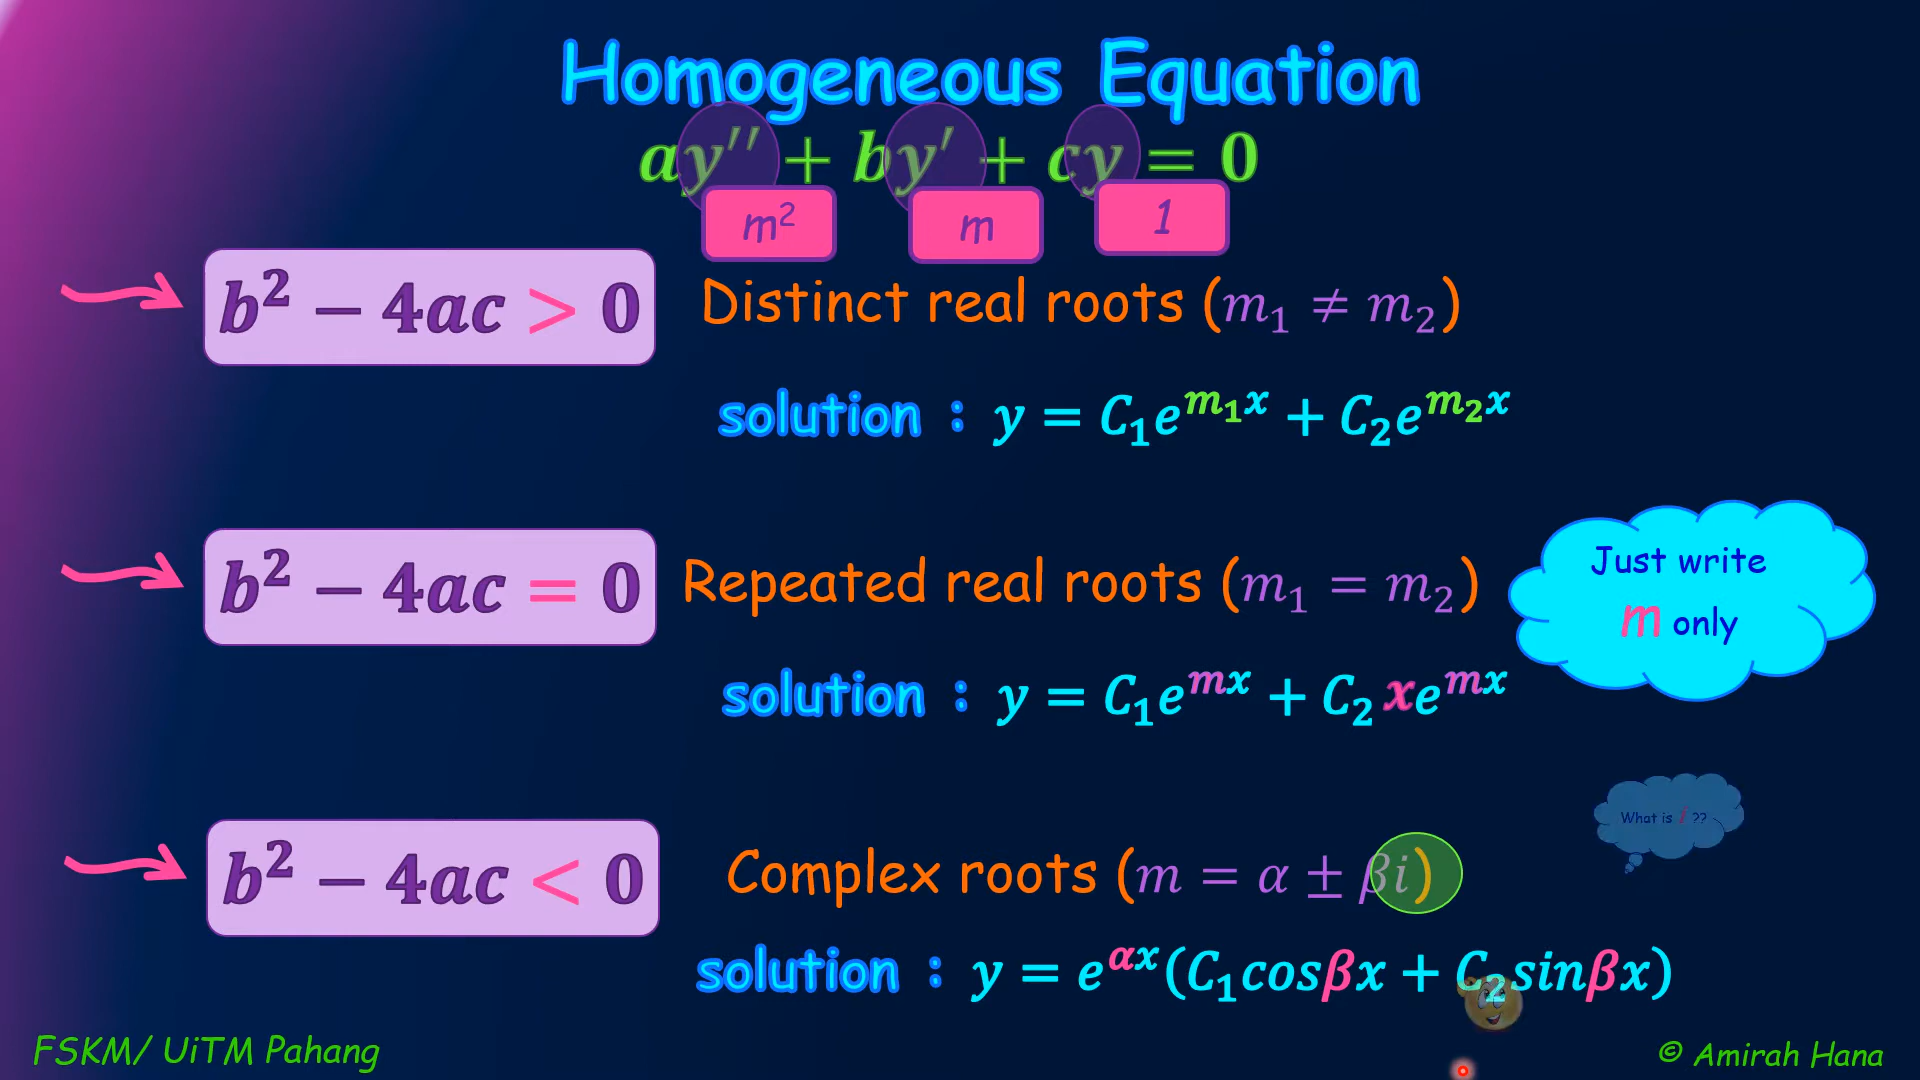 Homogeneous Equation
ay′′ + by′ + cy = 0
m² m 1
b² − 4ac > 0 Distinct real roots (m₁ ≠ m₂)
solution : y = C₁e^{m₁x} + C₂e^{m₂x}
b² − 4ac = 0 Repeated real roots (m₁ = m₂)
Just write
m only
solution : y = C₁e^{mx} + C₂xe^{mx}
What is i ??
b² − 4ac < 0 Complex roots (m = α ± βi)
solution : y = e^{αx}(C₁cosβx + C₂sinβx)
FSKM/ UiTM Pahang
© Amirah Hana